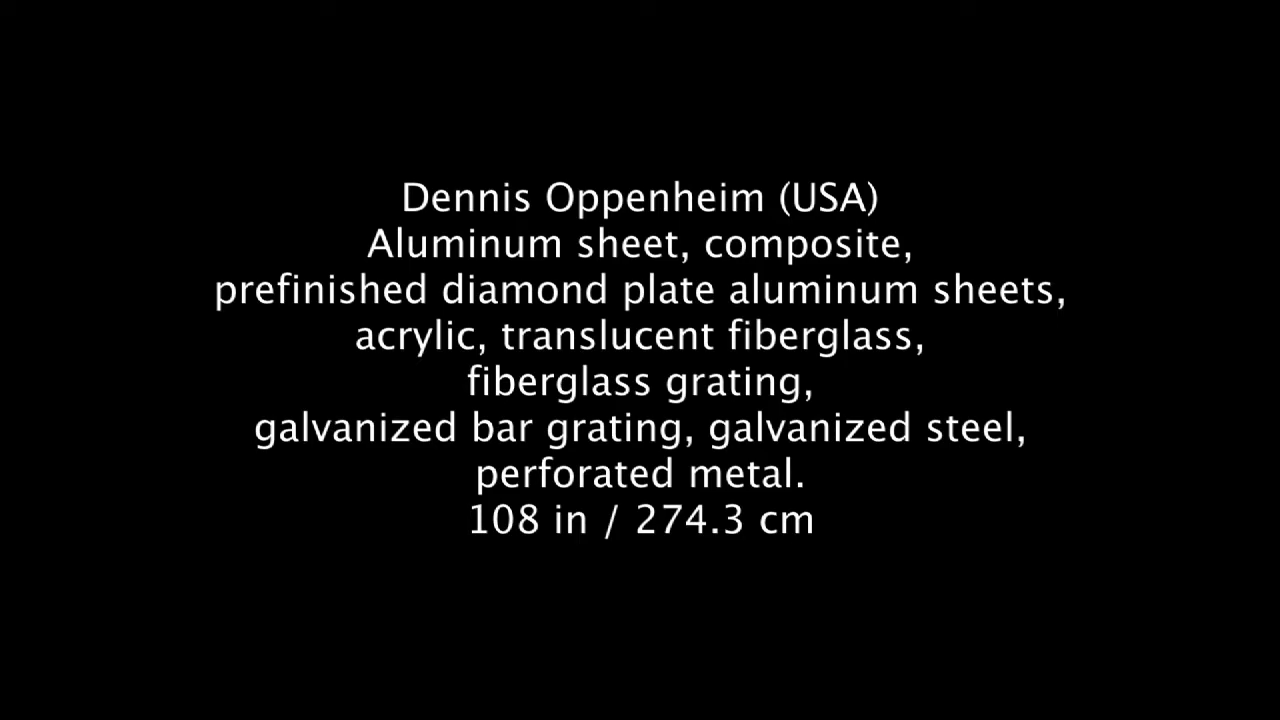 Dennis Oppenheim (USA)
Aluminum sheet, composite,
prefinished diamond plate aluminum sheets,
acrylic, translucent fiberglass,
fiberglass grating,
galvanized bar grating, galvanized steel,
perforated metal.
108 in / 274.3 cm